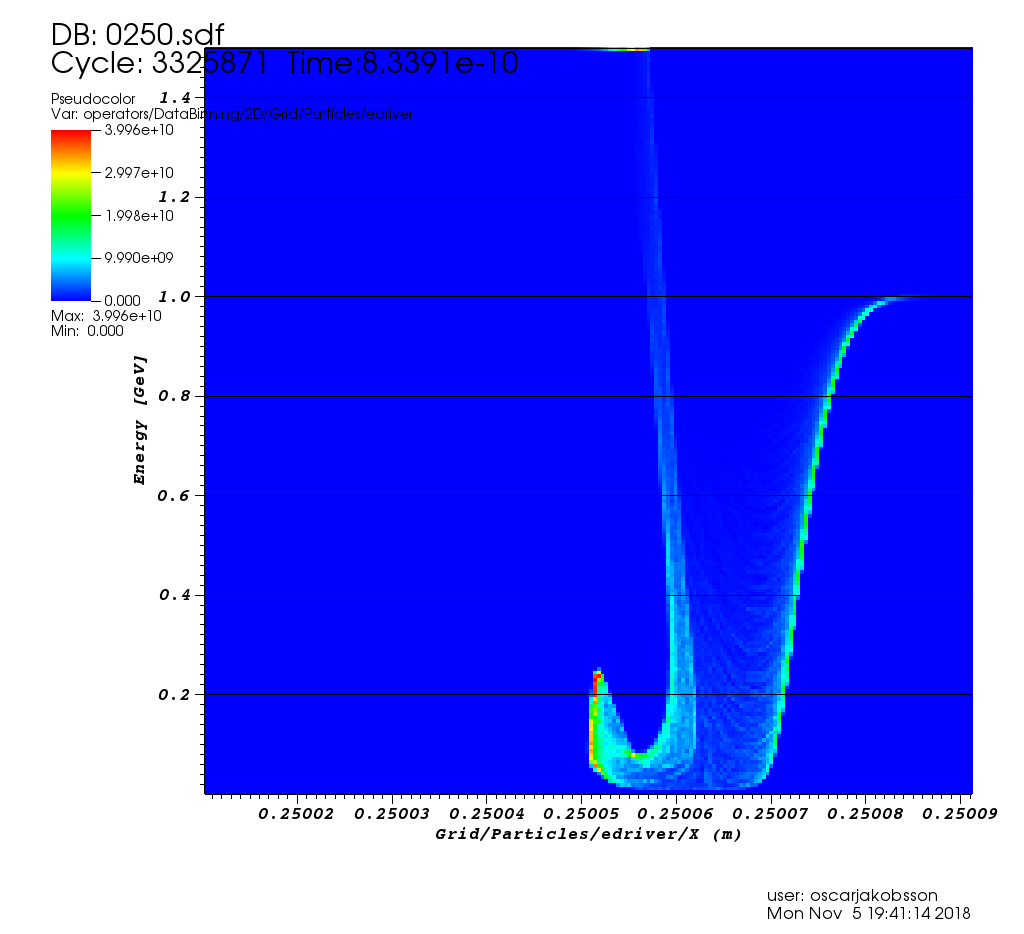 DB: 0250.sdf
Cycle: 3325871 Time:8.3391e-10
Pseudocolor
Var: operators/DataBinning/2D/Grid/Particles/edriver
3.996e+10
2.997e+10
1.998e+10
9.990e+09
0.000
Max: 3.996e+10
Min: 0.000
1.4
1.2
1.0
0.8
0.6
0.4
0.2
Energy [GeV]
0.25002 0.25003 0.25004 0.25005 0.25006 0.25007 0.25008 0.25009
Grid/Particles/edriver/X (m)
user: oscarjakobsson
Mon Nov 5 19:41:14 2018